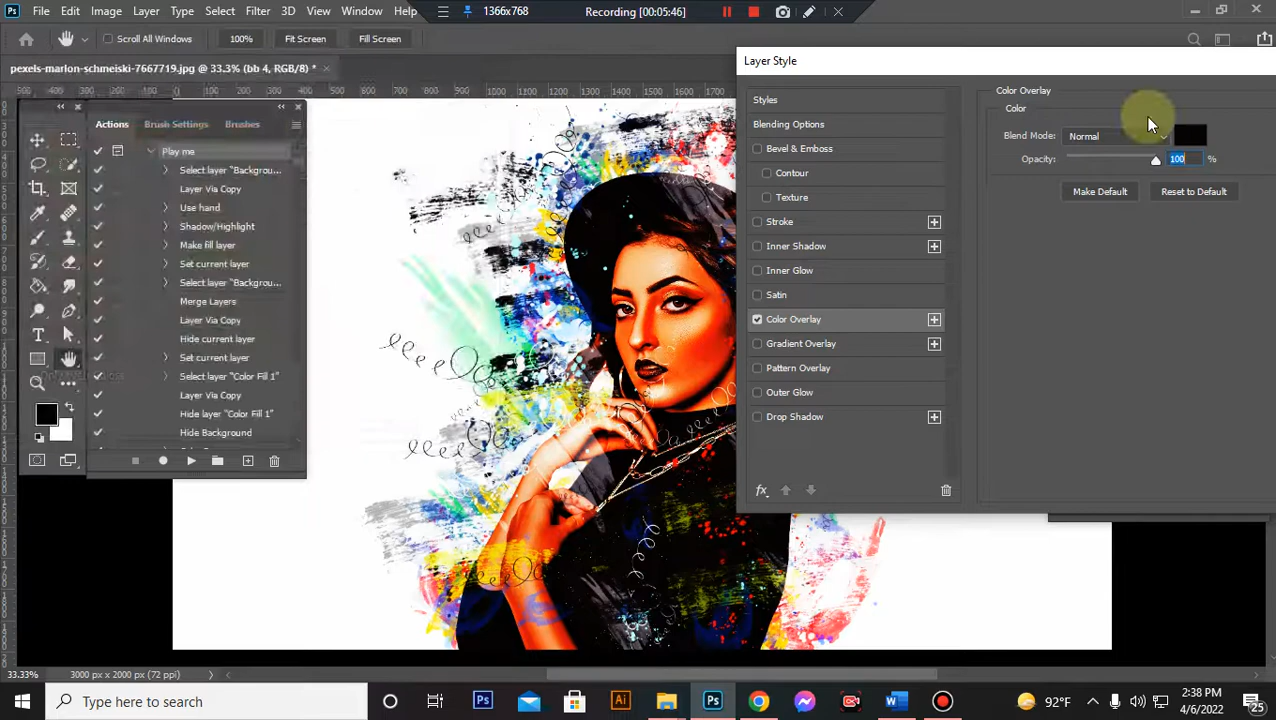 Ps File Edit Image Layer Type Select Filter 3D View Window Help
1366x768 Recording [00:05:46]
Scroll All Windows 100% Fit Screen Fill Screen
pexels-marlon-schmeiski-7667719.jpg @ 33.3% (bb 4, RGB/8) *
Layer Style
Actions Brush Settings Brushes
Play me
Select layer "Backgrou...
Layer Via Copy
Use hand
Shadow/Highlight
Make fill layer
Set current layer
Select layer "Backgrou...
Merge Layers
Layer Via Copy
Hide current layer
Set current layer
Select layer "Color Fill 1"
Layer Via Copy
Hide layer "Color Fill 1"
Hide Background
Styles
Blending Options
Bevel & Emboss
Contour
Texture
Stroke
Inner Shadow
Inner Glow
Satin
Color Overlay
Gradient Overlay
Pattern Overlay
Outer Glow
Drop Shadow
fx
Color Overlay
Color
Blend Mode: Normal
Opacity: 100 %
Make Default Reset to Default
33.33% 3000 px x 2000 px (72 ppi)
Type here to search
Ps Ai Ps W
92°F
2:38 PM
4/6/2022
25